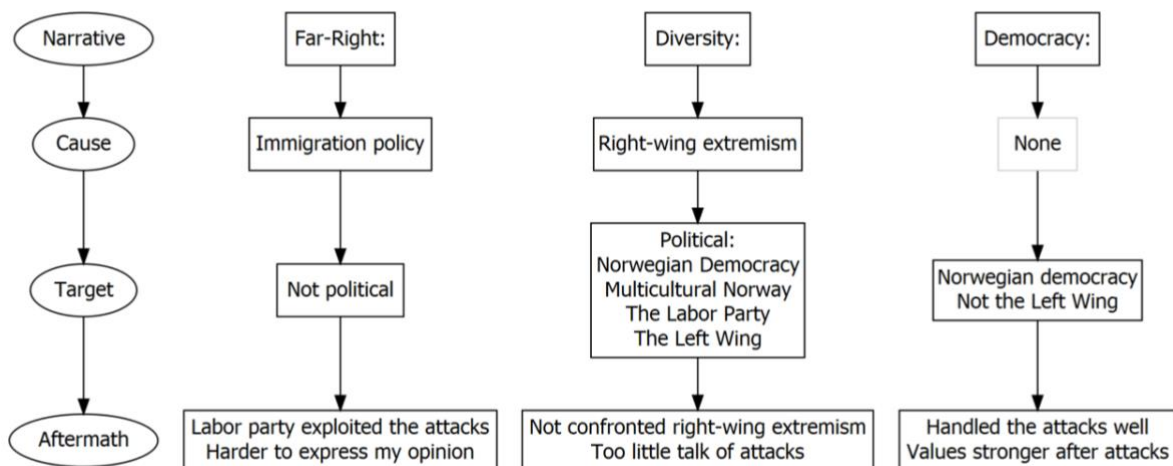 Narrative
Far-Right:
Diversity:
Democracy:
Cause
Immigration policy
Right-wing extremism
None
Target
Not political
Political:
Norwegian Democracy
Multicultural Norway
The Labor Party
The Left Wing
Norwegian democracy
Not the Left Wing
Aftermath
Labor party exploited the attacks
Harder to express my opinion
Not confronted right-wing extremism
Too little talk of attacks
Handled the attacks well
Values stronger after attacks